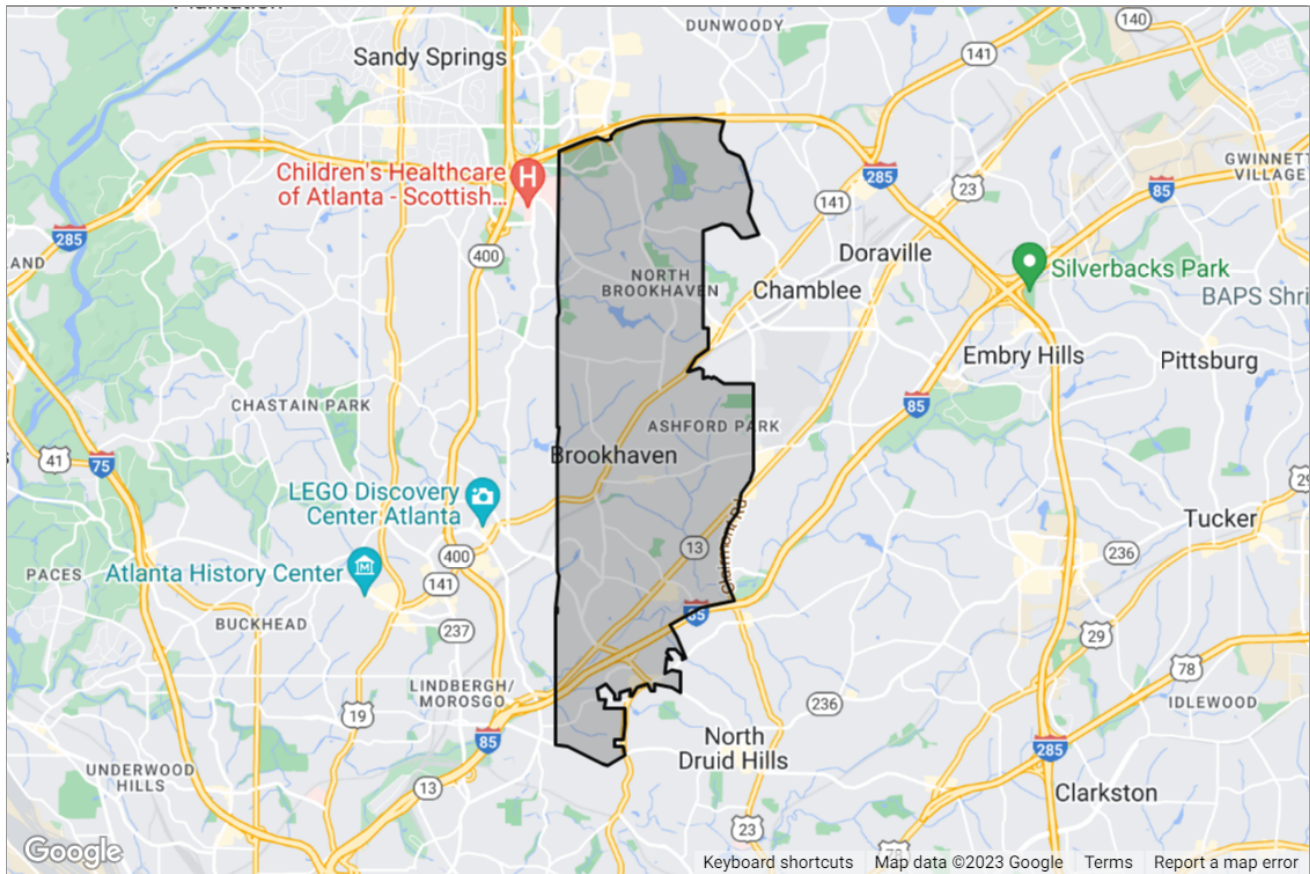 DUNWOODY
140
Sandy Springs
141
Children's Healthcare
of Atlanta - Scottish...
H
285
23
85
GWINNETT
VILLAGE
141
285
400
Doraville
Silverbacks Park
NORTH
BROOKHAVEN
Chamblee
BAPS Shri
Embry Hills
Pittsburg
CHASTAIN PARK
85
ASHFORD PARK
41
75
Brookhaven
29
LEGO Discovery
Center Atlanta
Tucker
13
Clairmont Rd
236
400
PACES
Atlanta History Center
141
85
BUCKHEAD
237
29
78
LINDBERGH/
MOROSGO
236
IDLEWOOD
19
85
North
Druid Hills
285
UNDERWOOD
HILLS
13
Clarkston
23
Google
Keyboard shortcuts Map data ©2023 Google Terms Report a map error